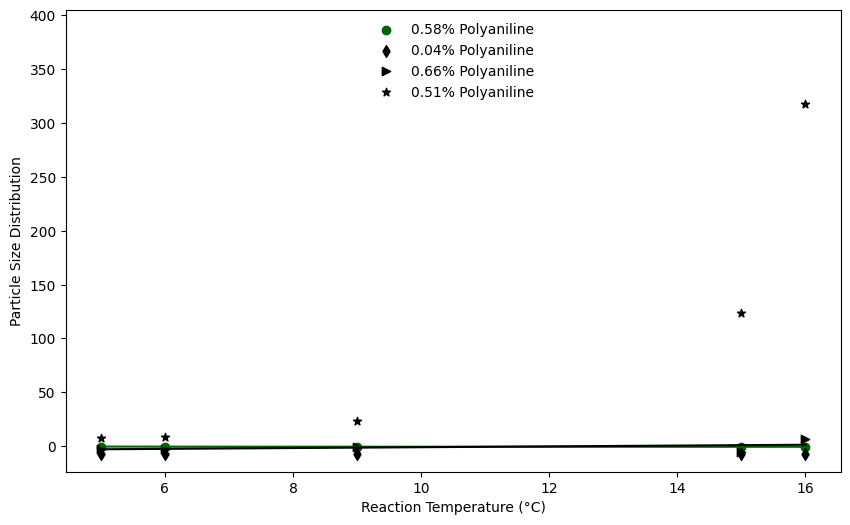 400
350
300
250
200
150
100
50
0
Particle Size Distribution
0.58% Polyaniline
0.04% Polyaniline
0.66% Polyaniline
0.51% Polyaniline
6 8 10 12 14 16
Reaction Temperature (°C)